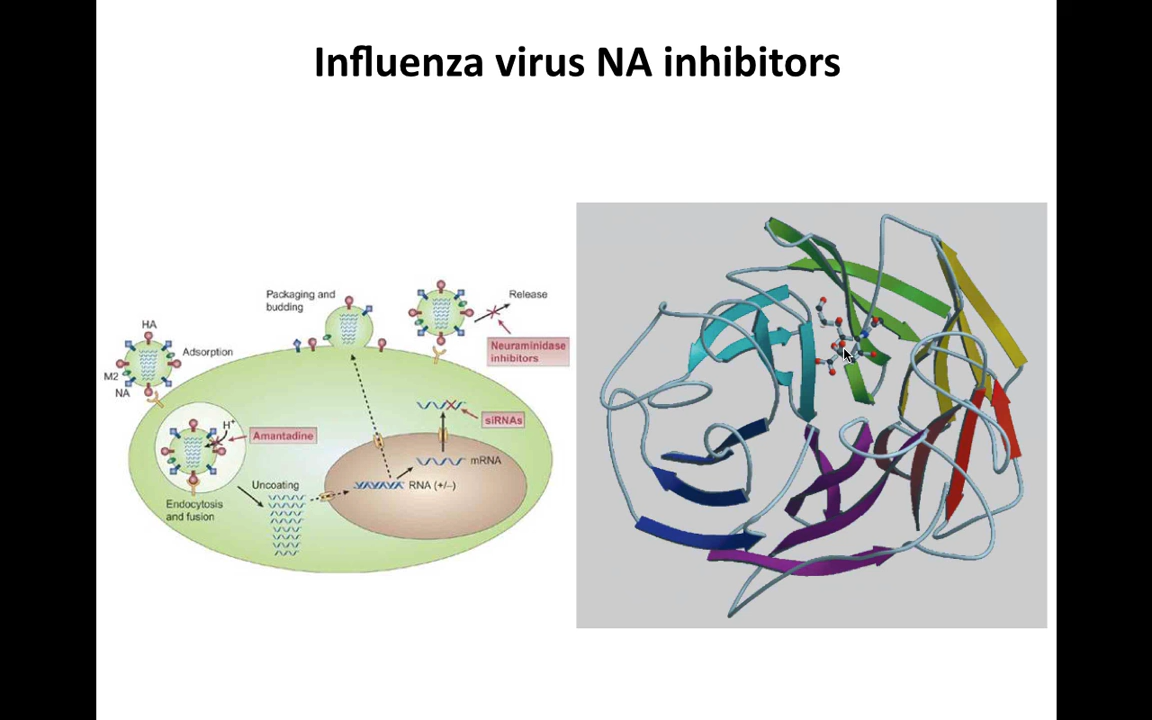 Influenza virus NA inhibitors
Packaging and
budding
Release
Neuraminidase
inhibitors
HA
Adsorption
M2
NA
siRNAs
H+
Amantadine
mRNA
Uncoating
RNA (+/–)
Endocytosis
and fusion